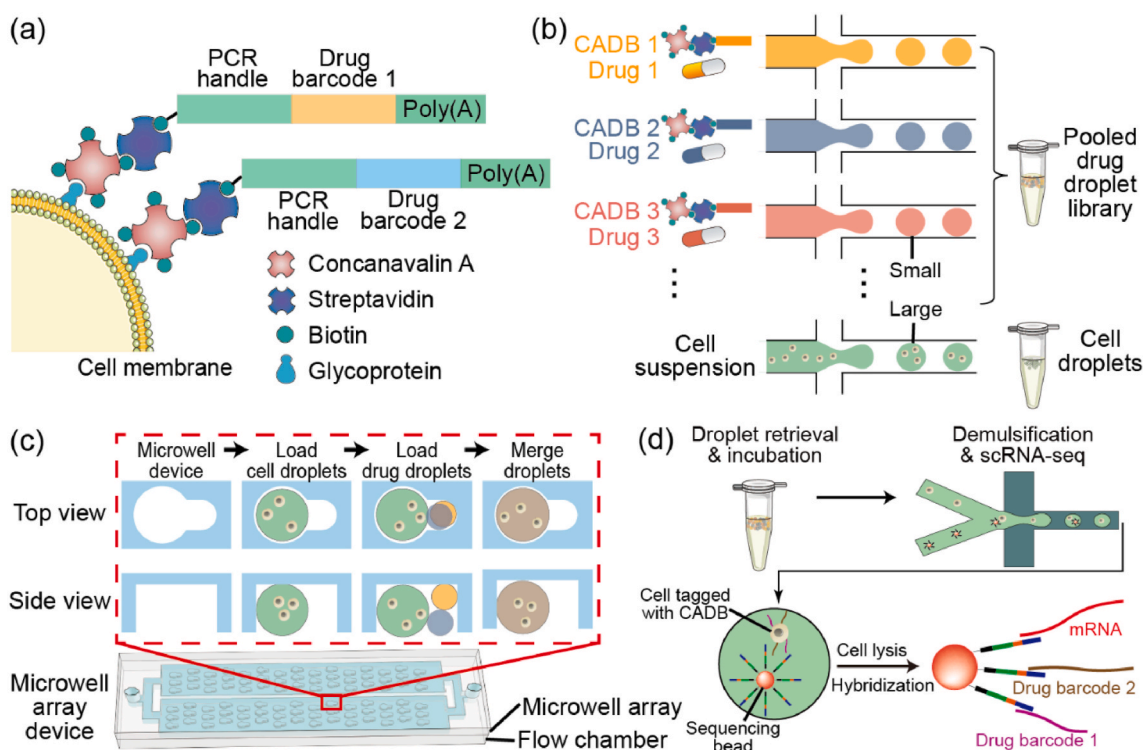 (a)
PCR
handle
Drug
barcode 1
Poly(A)
Poly(A)
PCR
handle
Drug
barcode 2
Concanavalin A
Streptavidin
Biotin
Glycoprotein
Cell membrane
(b)
CADB 1
Drug 1
CADB 2
Drug 2
CADB 3
Drug 3
Small
Large
Cell
suspension
Pooled
drug
droplet
library
Cell
droplets
(c)
Microwell
device
Load
cell droplets
Load
drug droplets
Merge
droplets
Top view
Side view
Microwell
array
device
Microwell array
Flow chamber
(d)
Droplet retrieval
& incubation
Demulsification
& scRNA-seq
Cell tagged
with CADB
Sequencing
bead
Cell lysis
Hybridization
mRNA
Drug barcode 2
Drug barcode 1